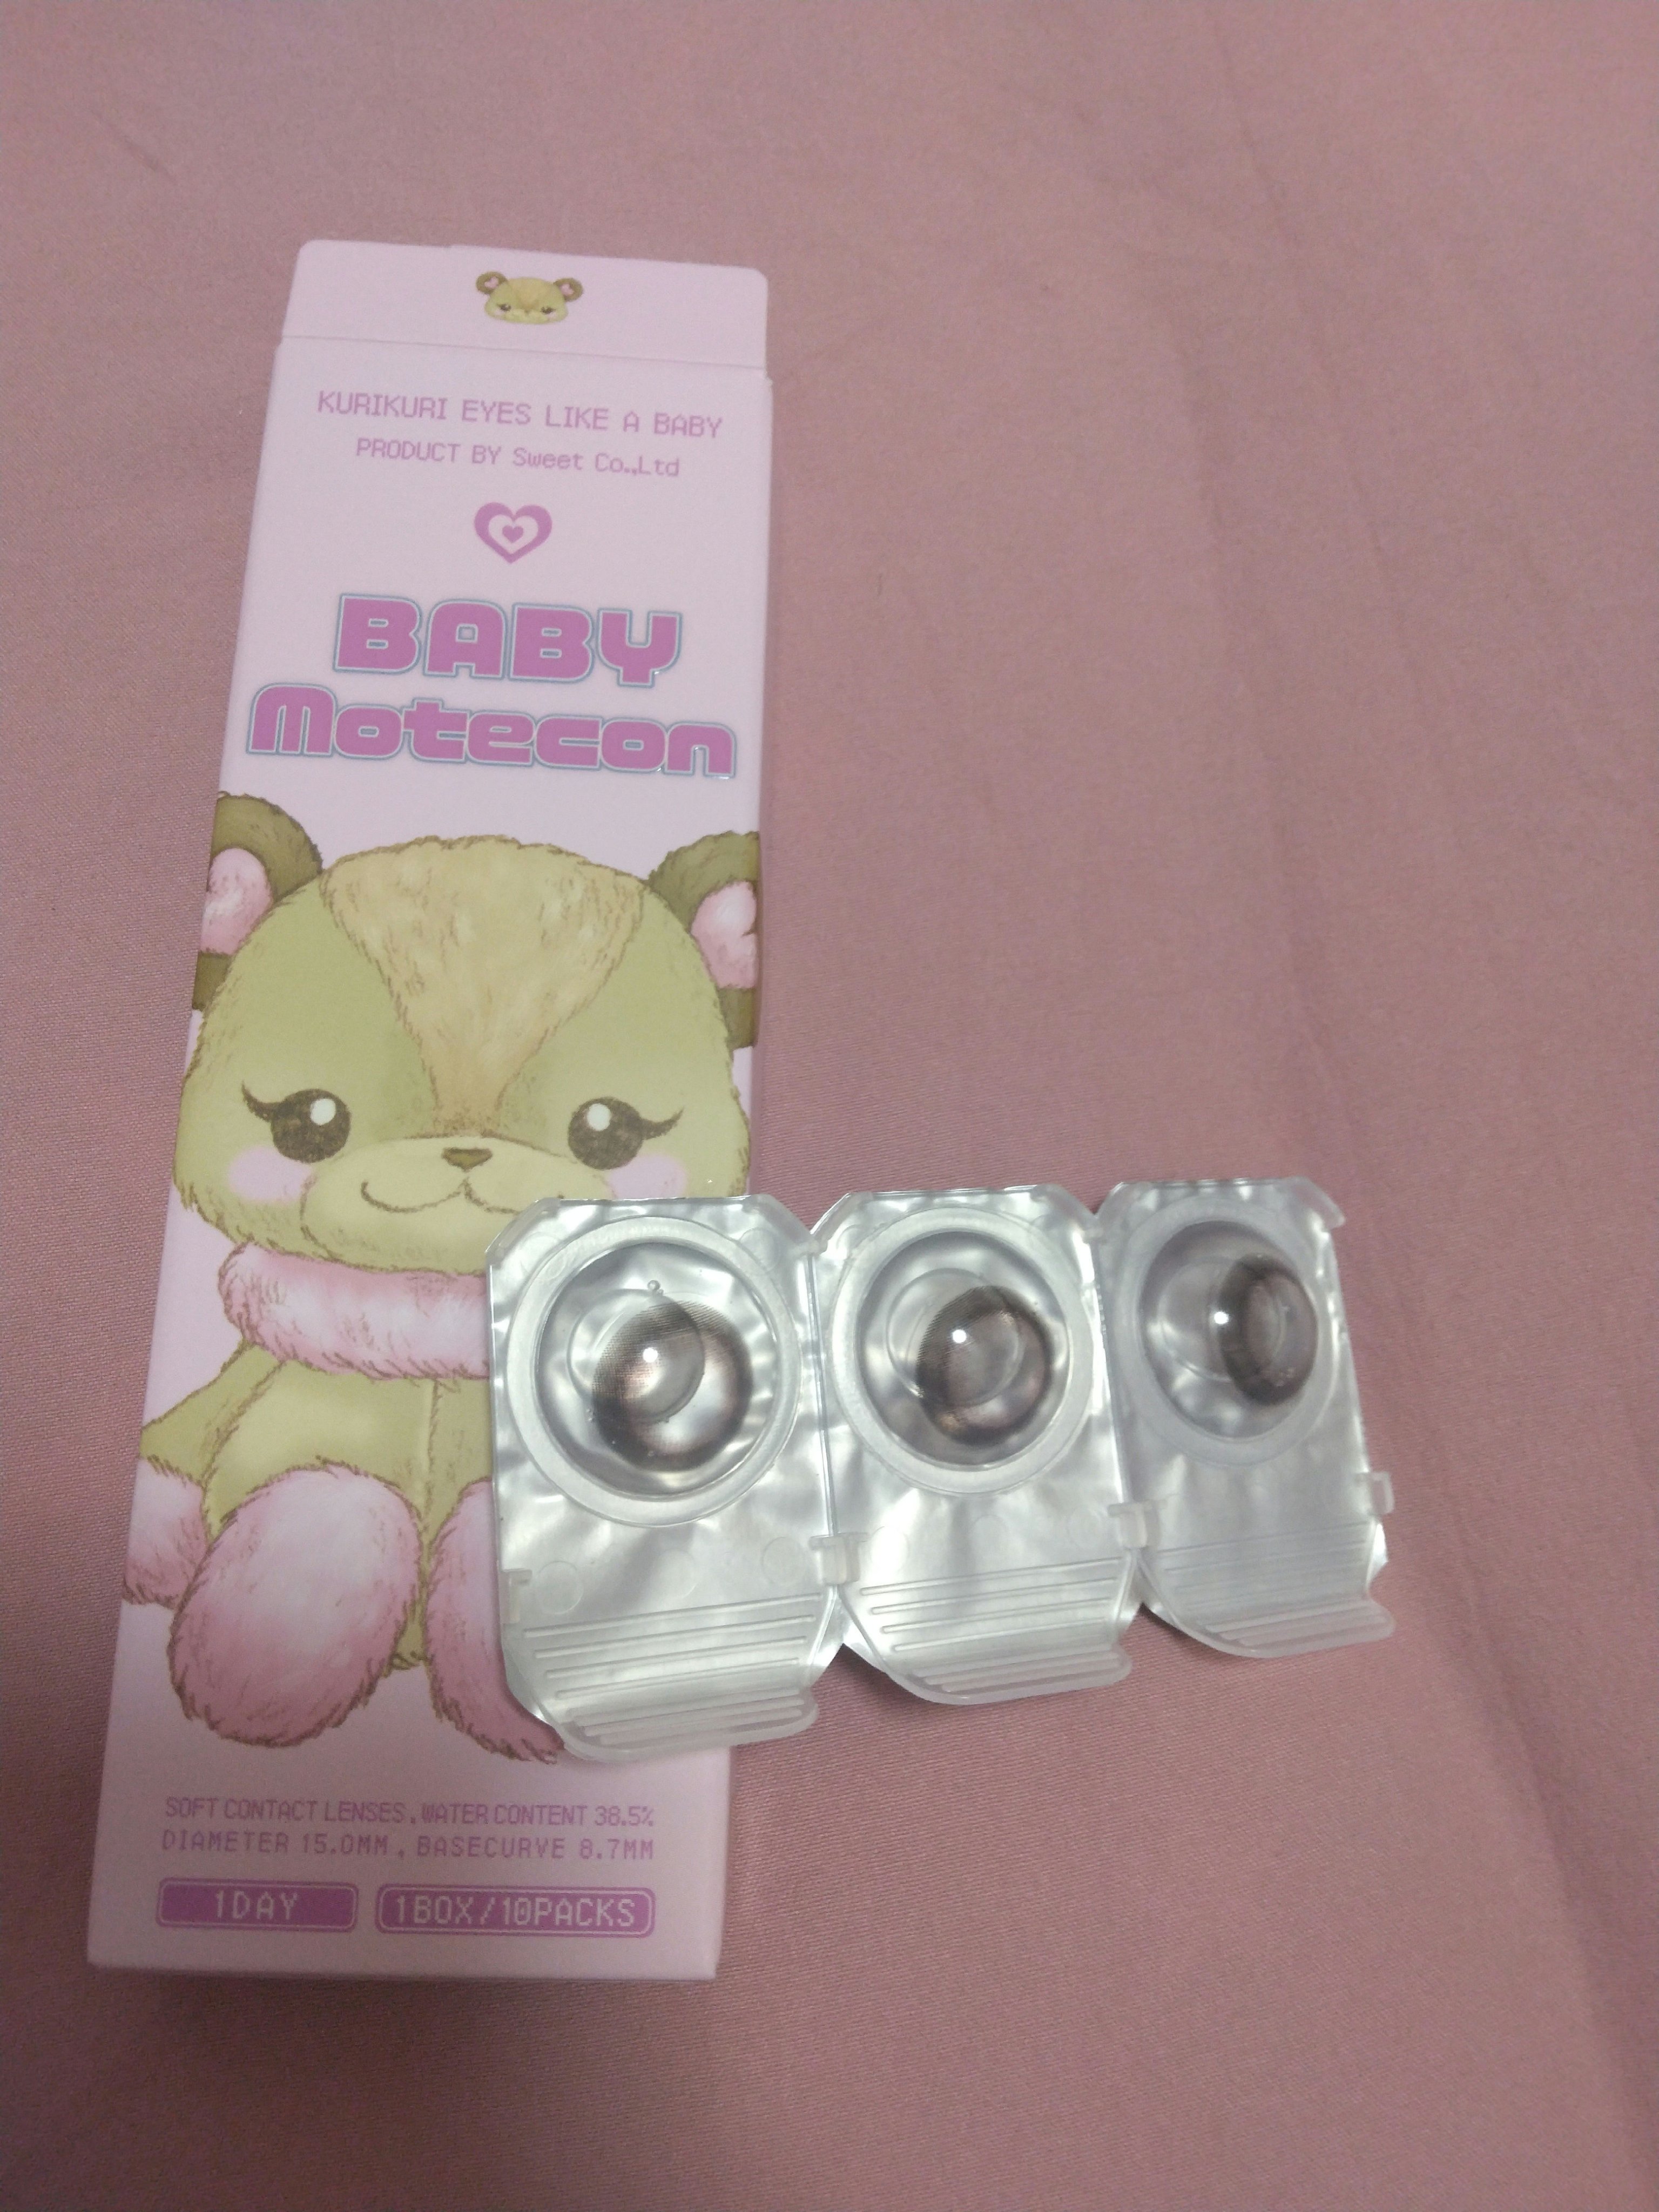 KURIKURI EYES LIKE A BABY
PRODUCT BY Sweet Co.,Ltd
BABY
Motecon
SOFT CONTACT LENSES, WATER CONTENT 38.5%
DIAMETER 15.0MM, BASECURVE 8.7MM
1DAY
1BOX/10PACKS